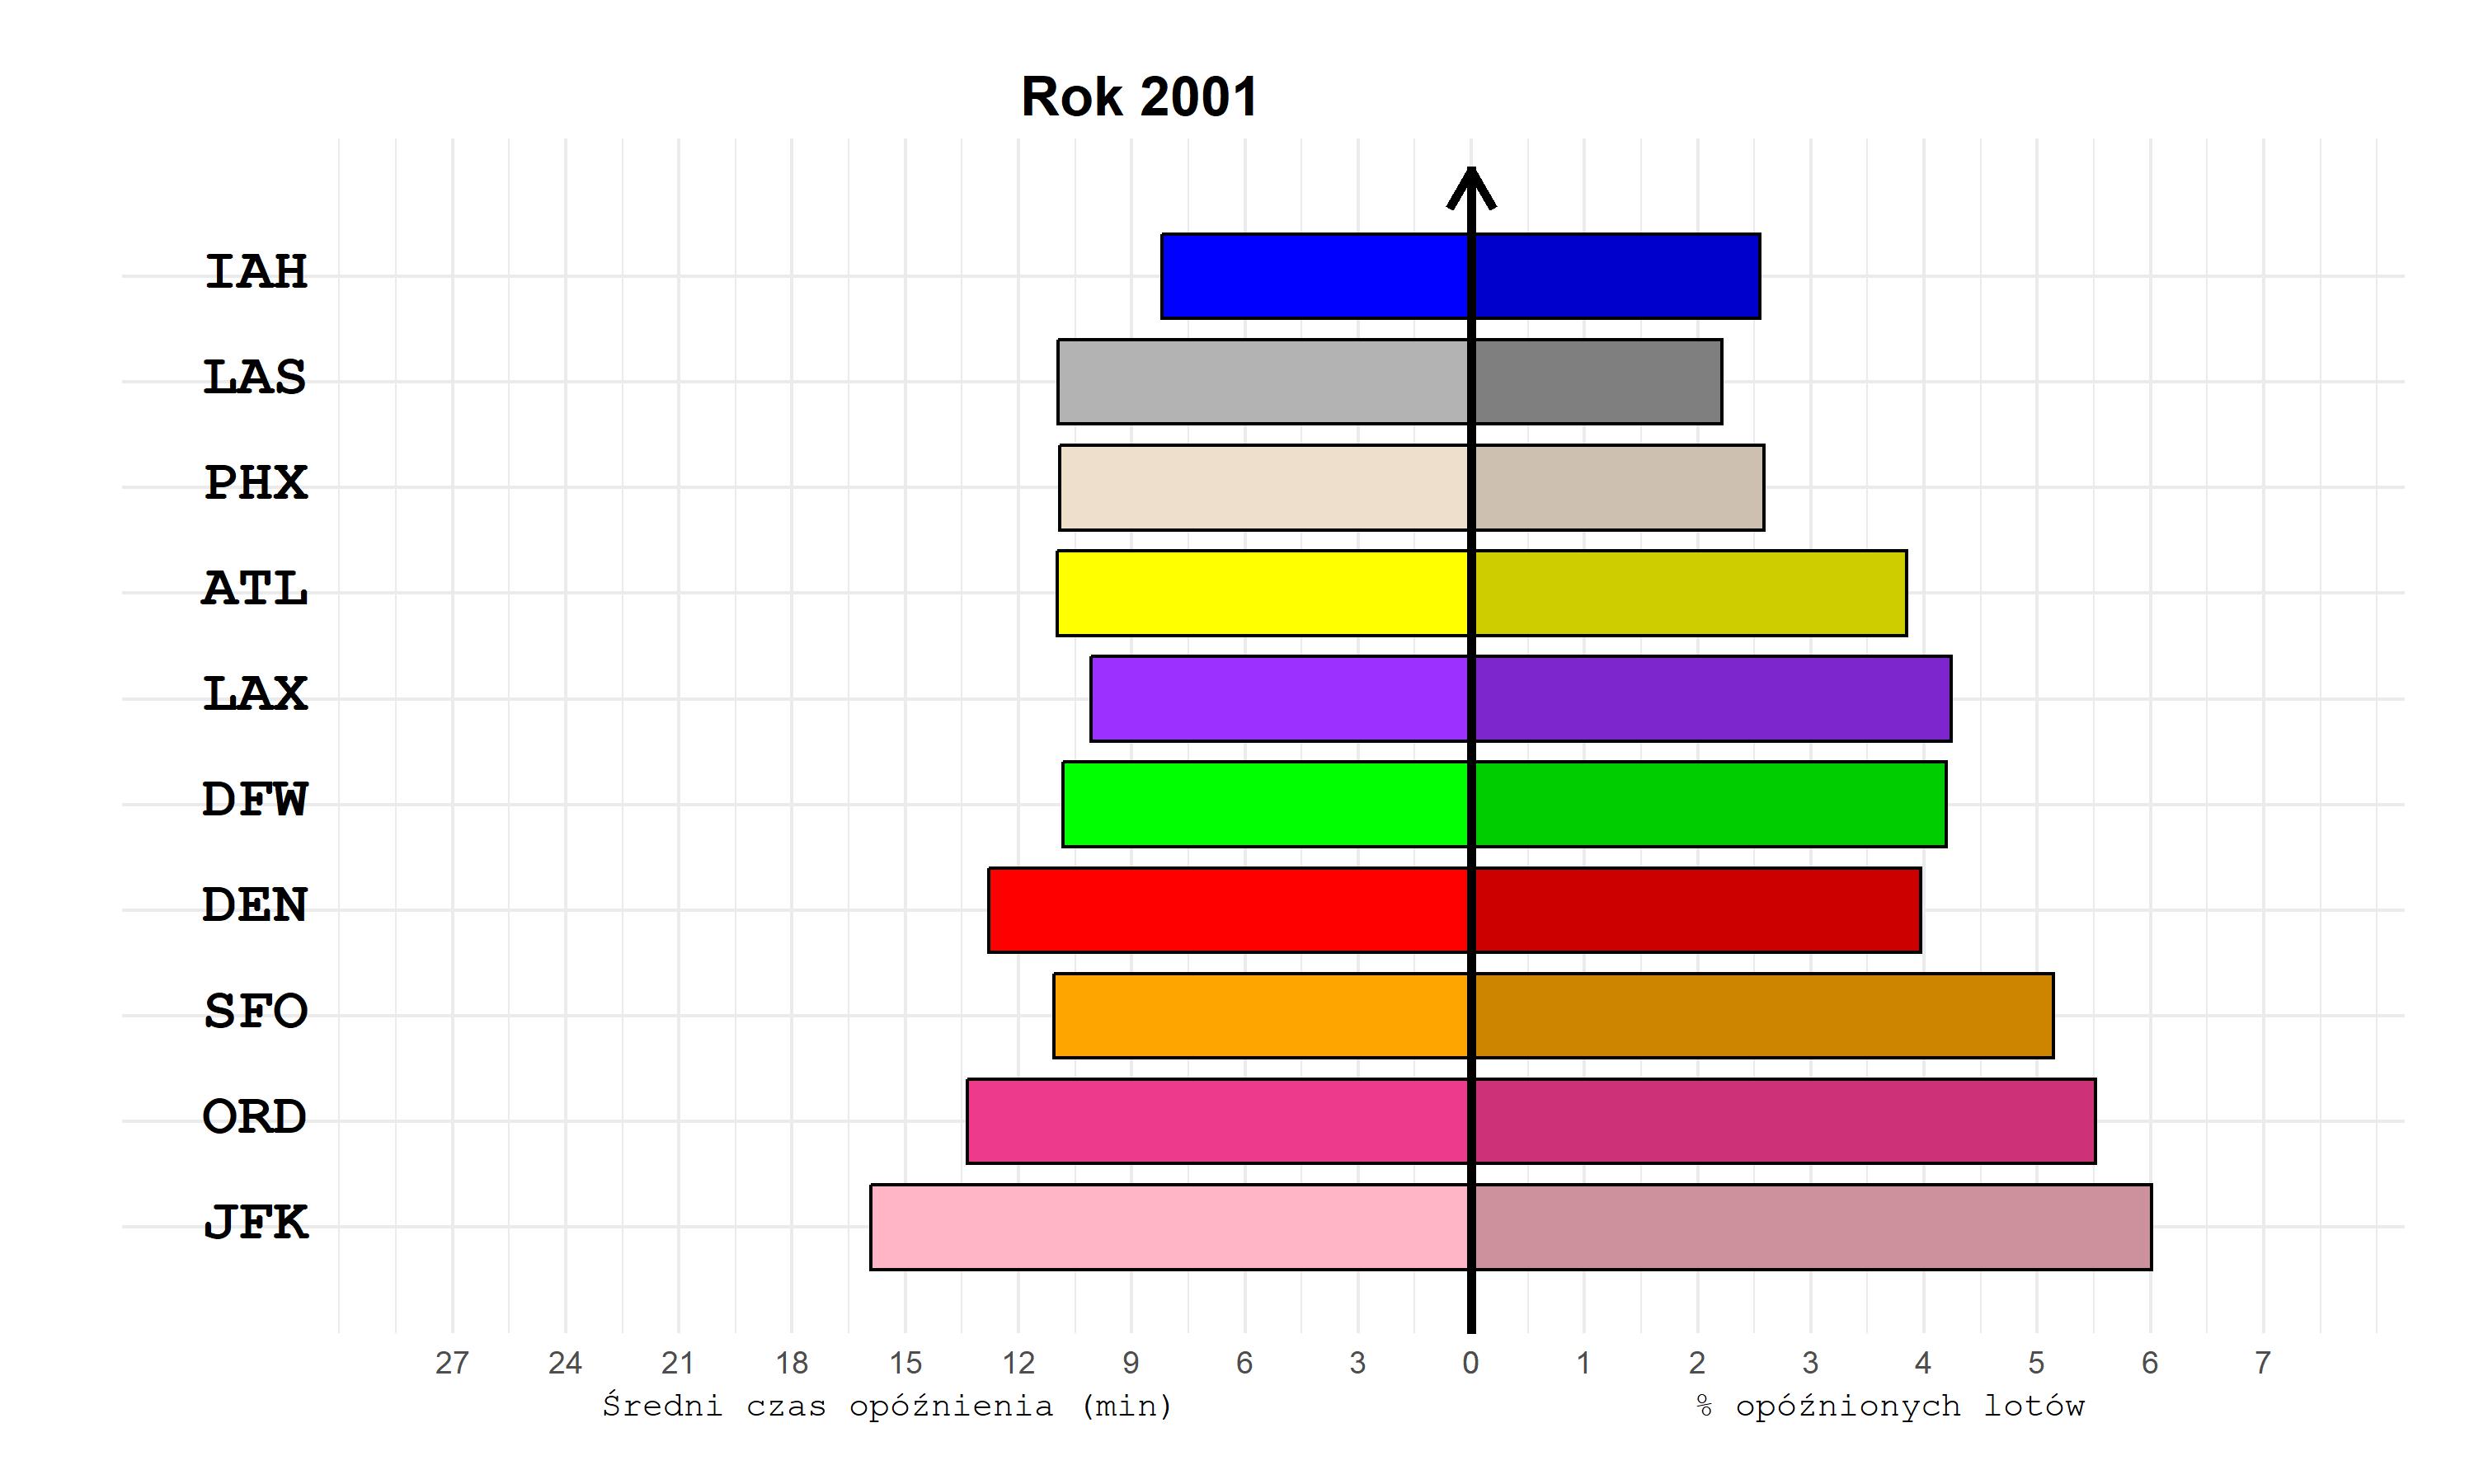 Rok 2001
IAH
LAS
PHX
ATL
LAX
DFW
DEN
SFO
ORD
JFK
27 24 21 18 15 12 9 6 3 0 1 2 3 4 5 6 7
Średni czas opóźnienia (min) % opóźnionych lotów